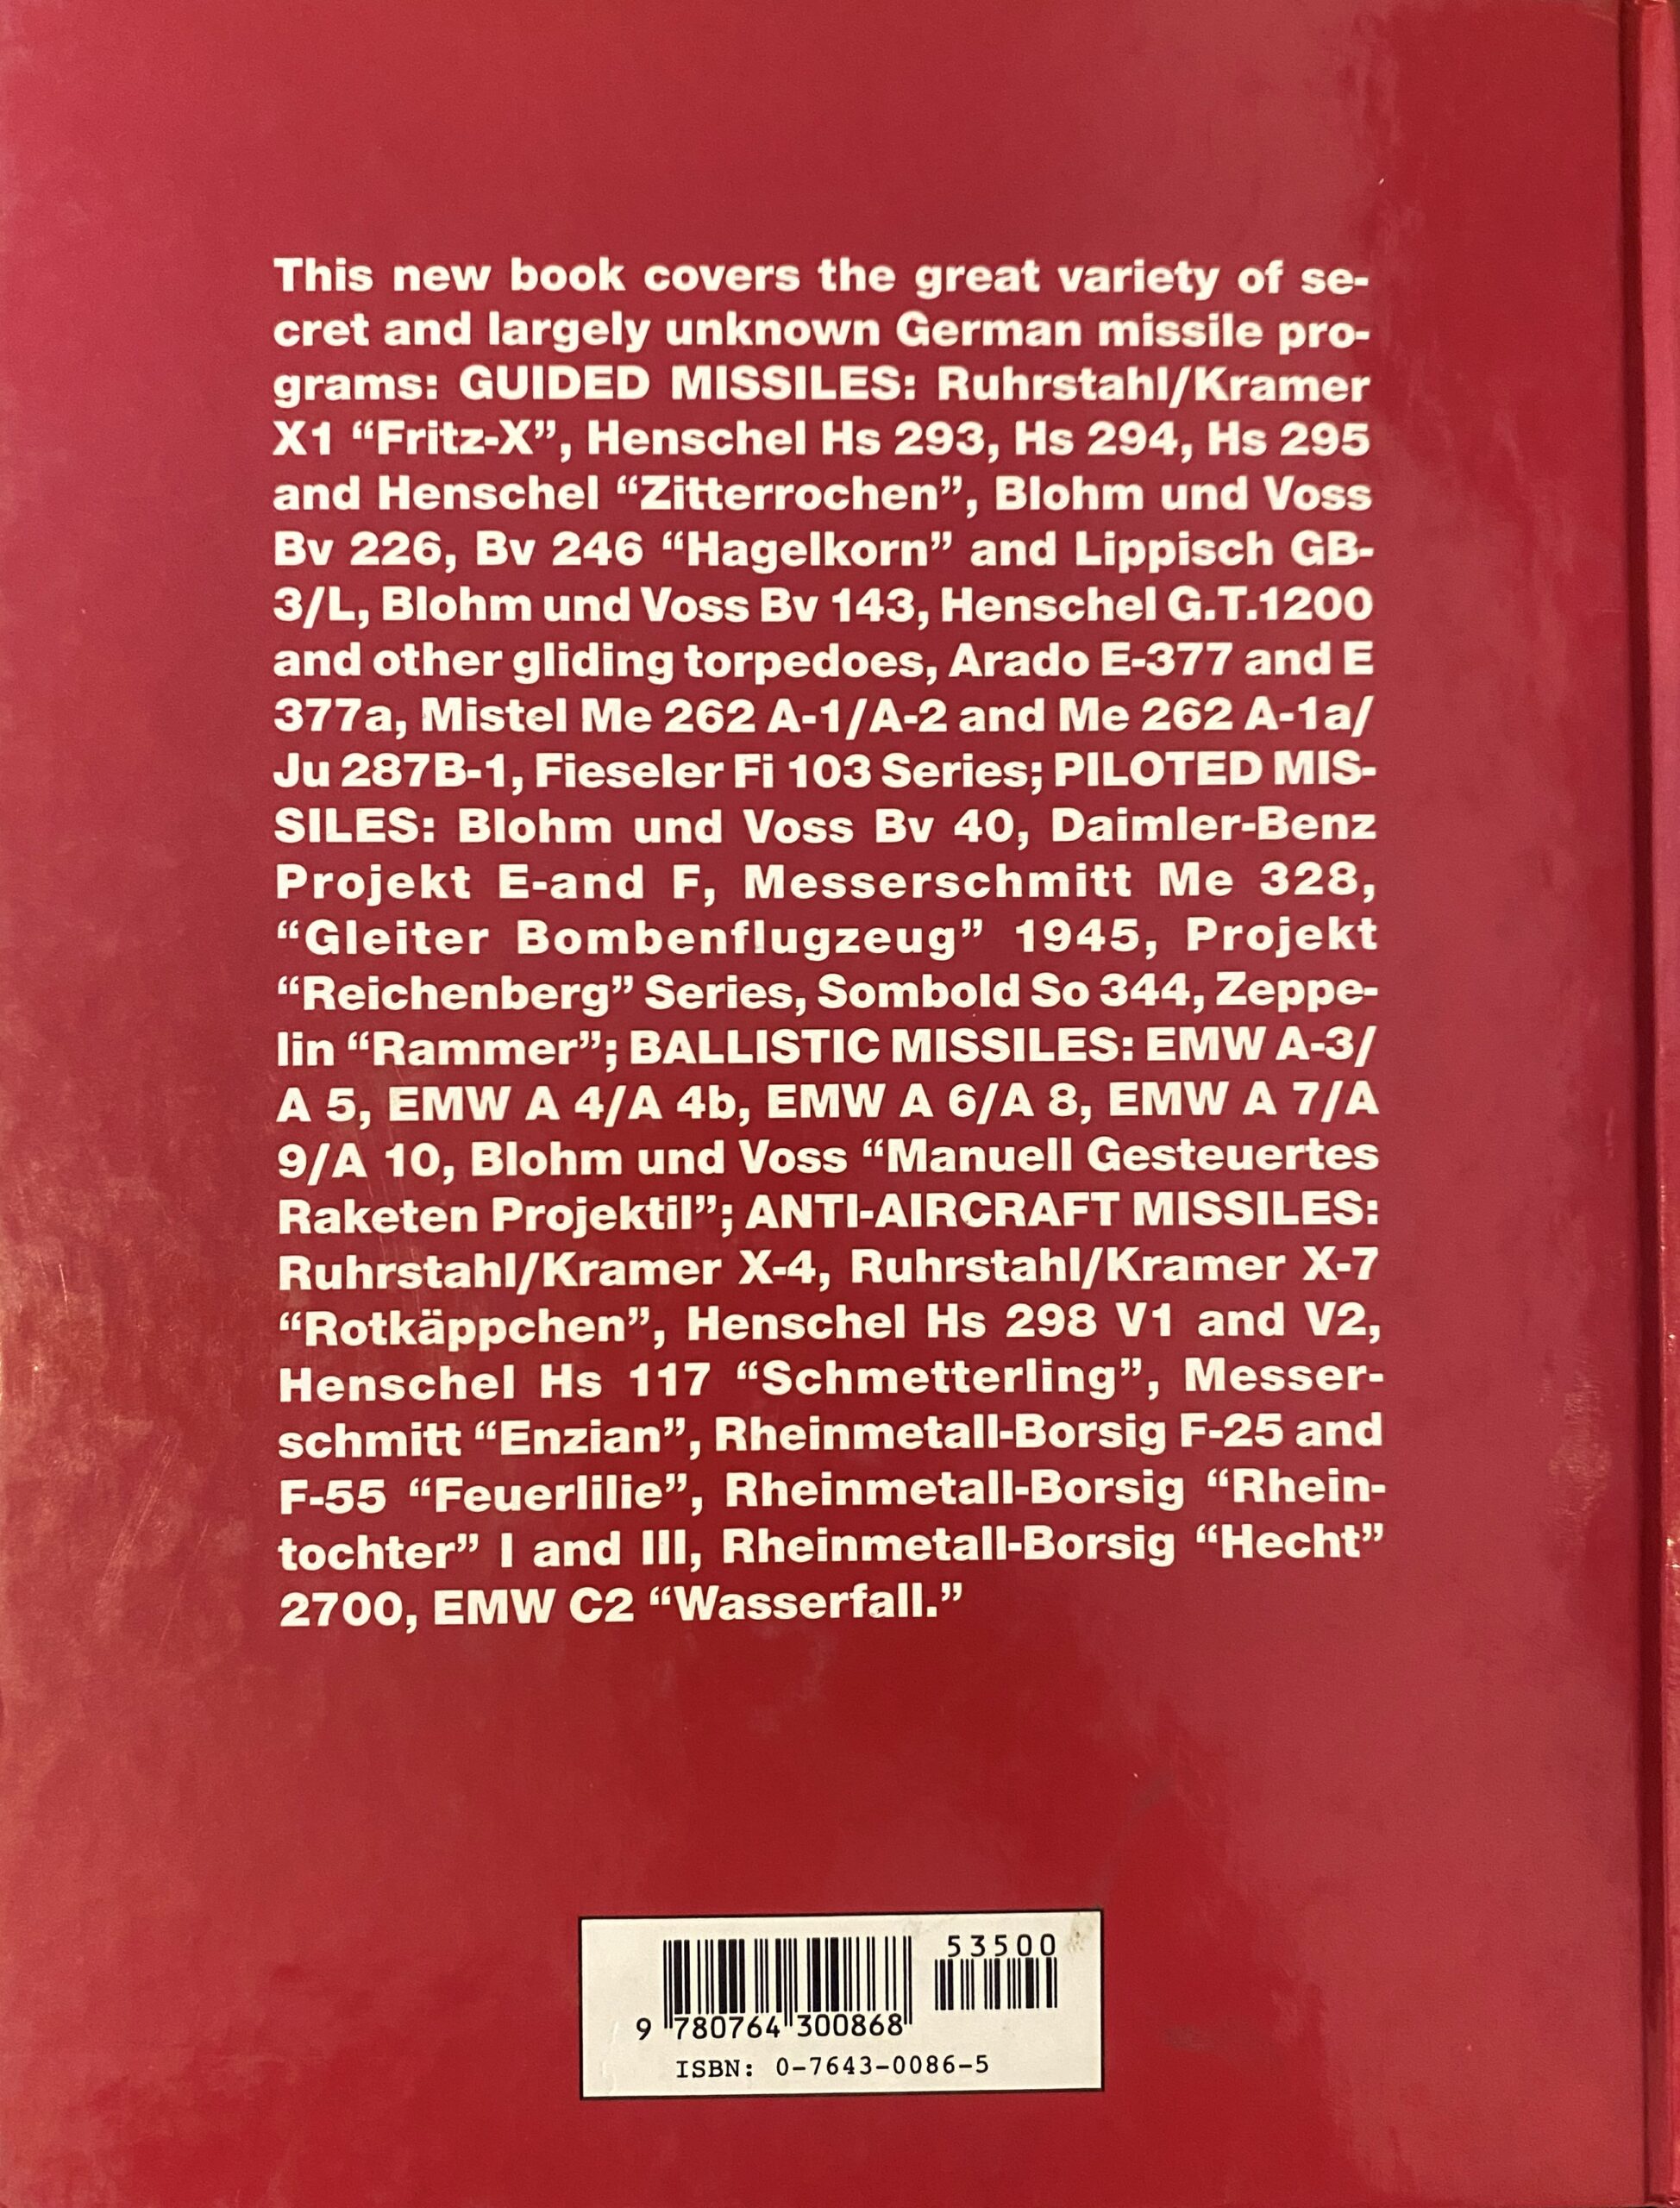 This new book covers the great variety of se-
cret and largely unknown German missile pro-
grams: GUIDED MISSILES: Ruhrstahl/Kramer
X1 “Fritz-X”, Henschel Hs 293, Hs 294, Hs 295
and Henschel “Zitterrochen”, Blohm und Voss
Bv 226, Bv 246 “Hagelkorn” and Lippisch GB-
3/L, Blohm und Voss Bv 143, Henschel G.T.1200
and other gliding torpedoes, Arado E-377 and E
377a, Mistel Me 262 A-1/A-2 and Me 262 A-1a/
Ju 287B-1, Fieseler Fi 103 Series; PILOTED MIS-
SILES: Blohm und Voss Bv 40, Daimler-Benz
Projekt E-and F, Messerschmitt Me 328,
“Gleiter Bombenflugzeug” 1945, Projekt
“Reichenberg” Series, Sombold So 344, Zeppe-
lin “Rammer”; BALLISTIC MISSILES: EMW A-3/
A 5, EMW A 4/A 4b, EMW A 6/A 8, EMW A 7/A
9/A 10, Blohm und Voss “Manuell Gesteuertes
Raketen Projektil”; ANTI-AIRCRAFT MISSILES:
Ruhrstahl/Kramer X-4, Ruhrstahl/Kramer X-7
“Rotkäppchen”, Henschel Hs 298 V1 and V2,
Henschel Hs 117 “Schmetterling”, Messer-
schmitt “Enzian”, Rheinmetall-Borsig F-25 and
F-55 “Feuerlilie”, Rheinmetall-Borsig “Rhein-
tochter” I and III, Rheinmetall-Borsig “Hecht”
2700, EMW C2 “Wasserfall.”
53500
9 780764 300868
ISBN: 0-7643-0086-5